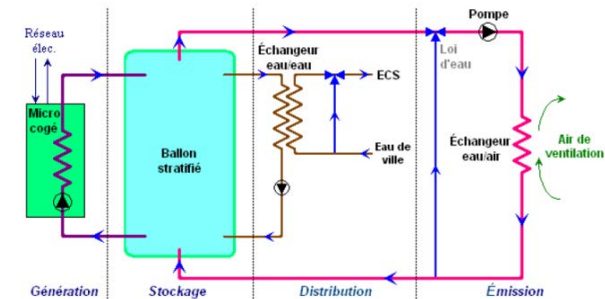 Pompe
Réseau
élec.
Échangeur
eau/eau
Loi
d'eau
ECS
Micro
cogé
Ballon
stratifié
Eau de
ville
Échangeur
eau/air
Air de
ventilation
Génération
Stockage
Distribution
Émission